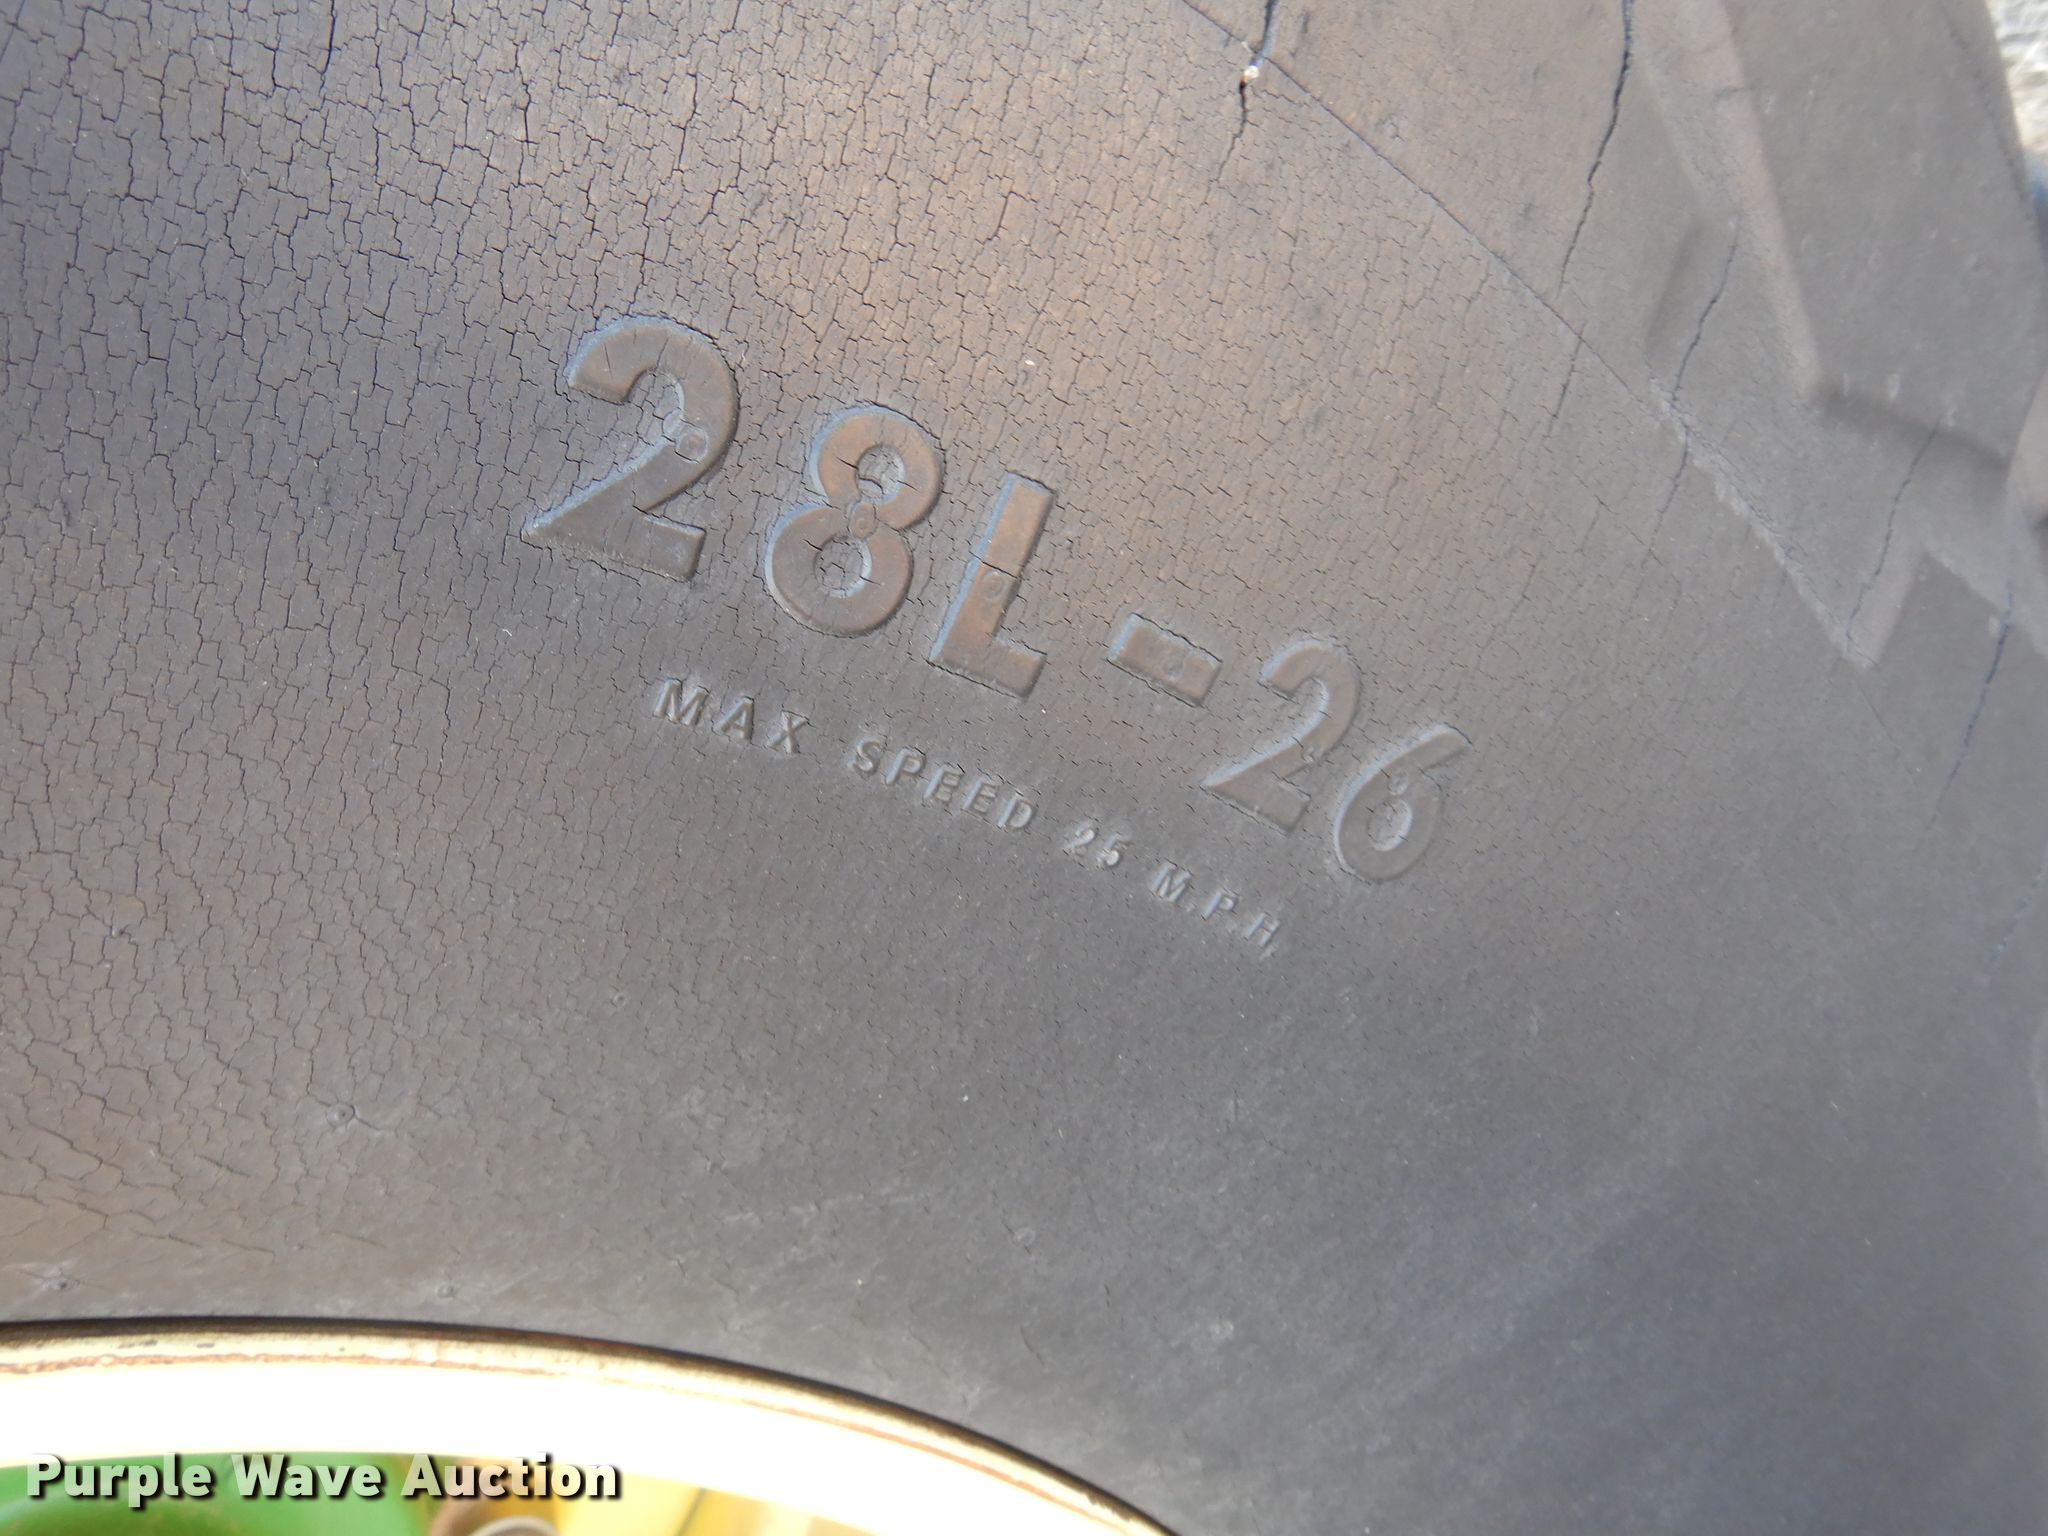 28L-26
MAX SPEED 25 M.P.H.
Purple Wave Auction